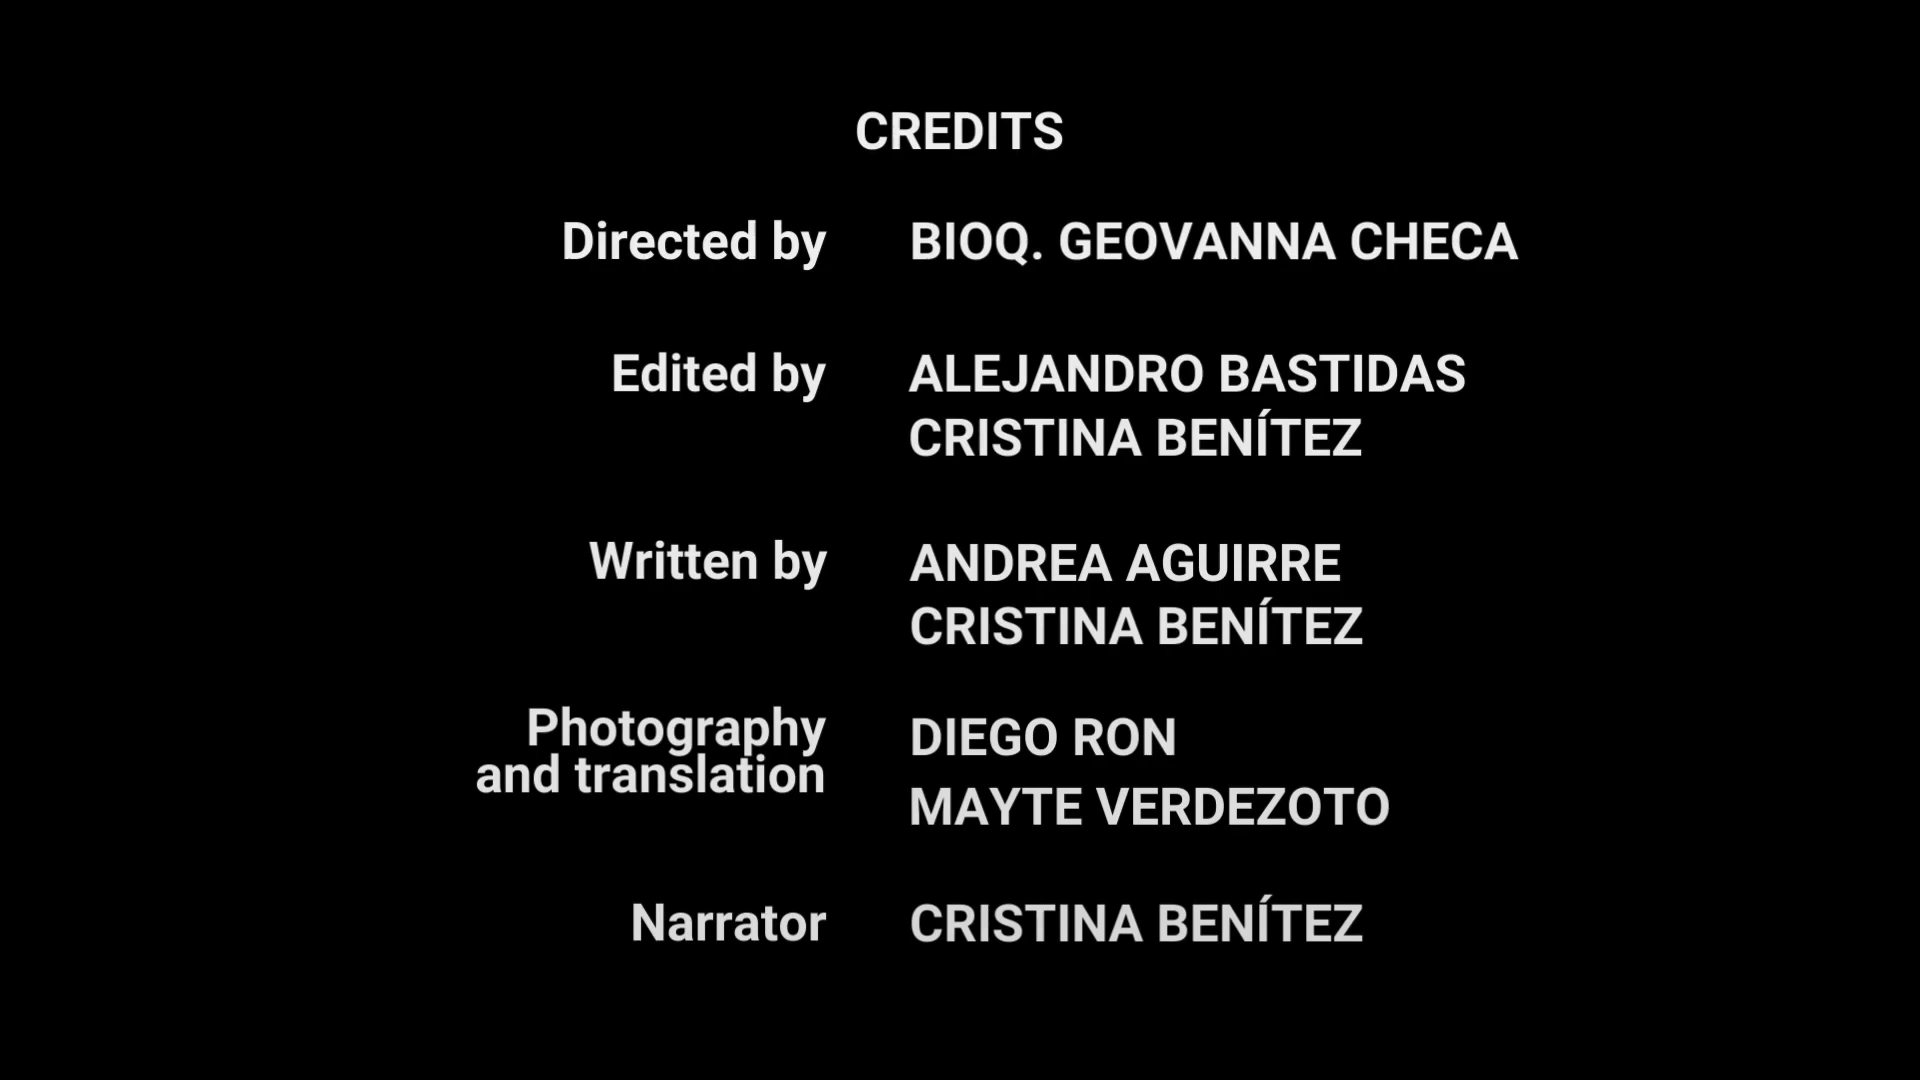 CREDITS
Directed by BIOQ. GEOVANNA CHECA
Edited by ALEJANDRO BASTIDAS
CRISTINA BENÍTEZ
Written by ANDREA AGUIRRE
CRISTINA BENÍTEZ
Photography
and translation
DIEGO RON
MAYTE VERDEZOTO
Narrator CRISTINA BENÍTEZ